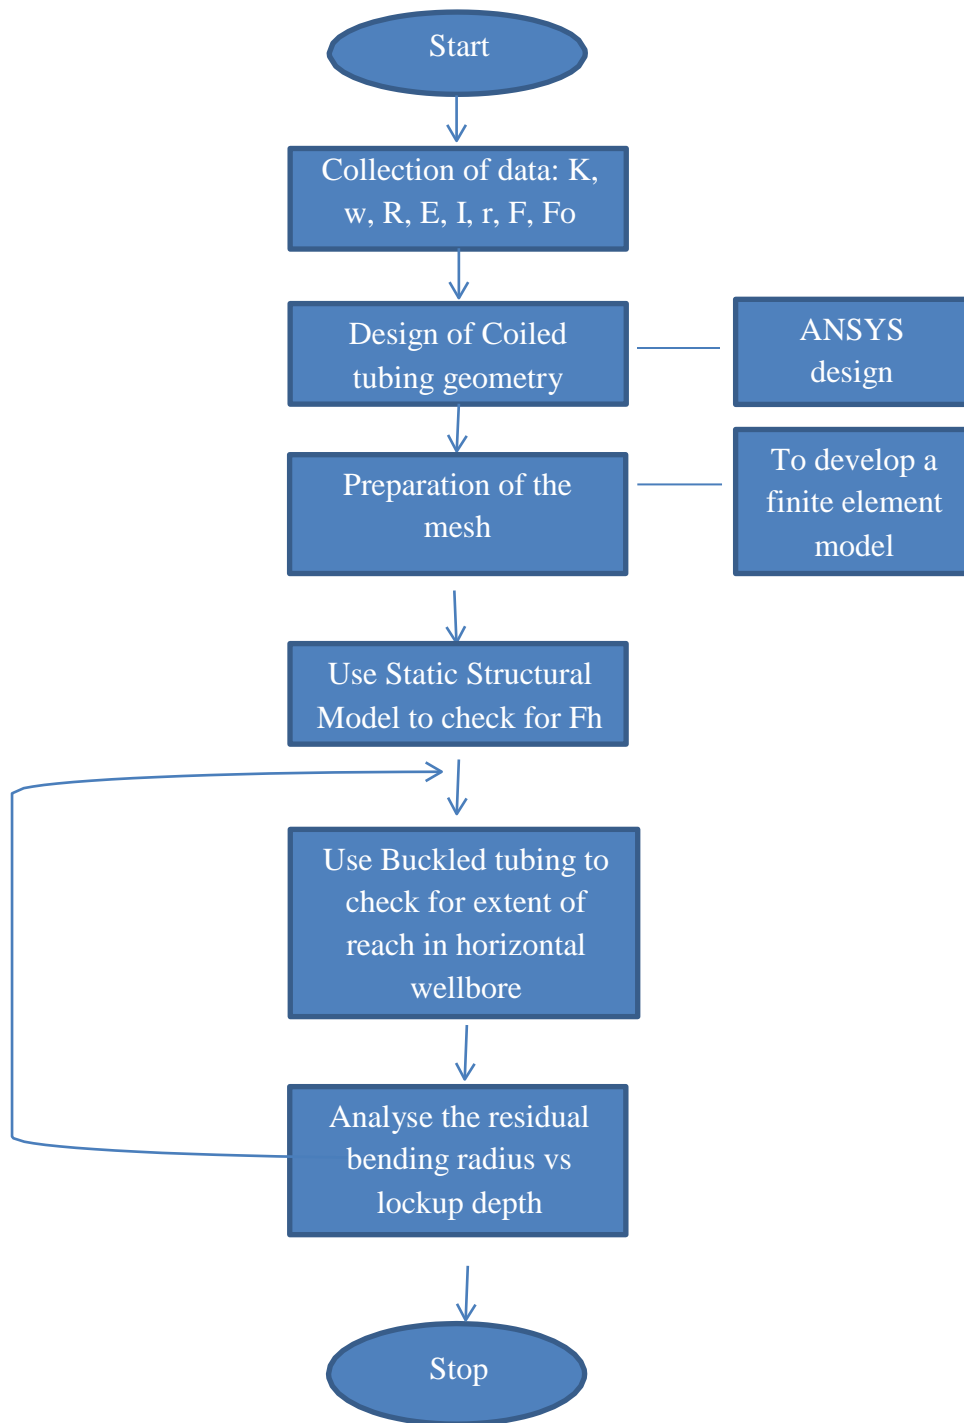 Start
Collection of data: K,
w, R, E, I, r, F, Fo
Design of Coiled
tubing geometry
ANSYS
design
Preparation of the
mesh
To develop a
finite element
model
Use Static Structural
Model to check for Fh
Use Buckled tubing to
check for extent of
reach in horizontal
wellbore
Analyse the residual
bending radius vs
lockup depth
Stop